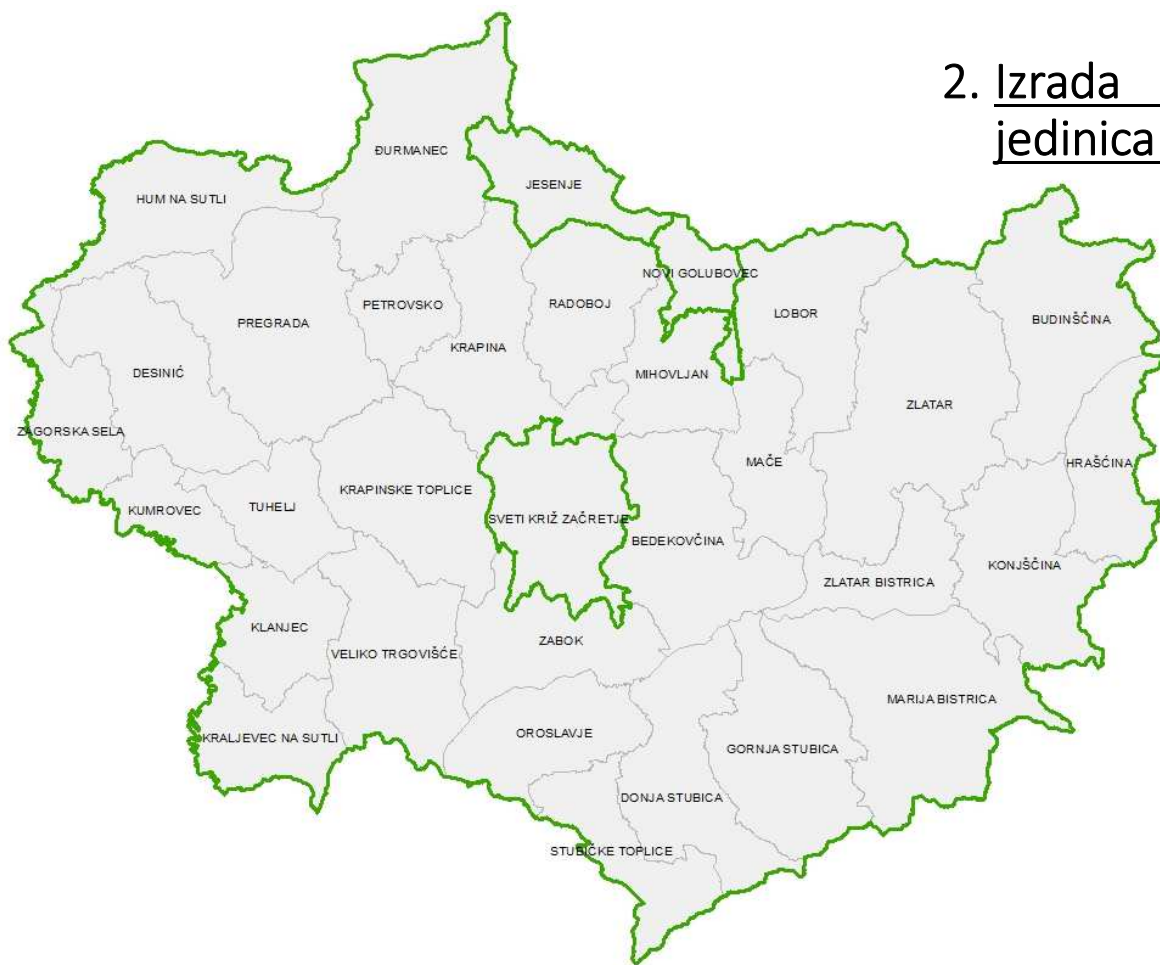 2. Izrada
jedinica
ĐURMANEC
JESENJE
HUM NA SUTLI
NOVI GOLUBOVEC
PETROVSKO
RADOBOJ
LOBOR
BUDINŠČINA
PREGRADA
KRAPINA
DESINIĆ
MIHOVLJAN
ZLATAR
ZAGORSKA SELA
MAČE
HRAŠĆINA
KRAPINSKE TOPLICE
TUHELJ
KUMROVEC
SVETI KRIŽ ZAČRETJE
BEDEKOVČINA
KONJŠČINA
ZLATAR BISTRICA
KLANJEC
ZABOK
VELIKO TRGOVIŠĆE
MARIJA BISTRICA
OROSLAVJE
KRALJEVEC NA SUTLI
GORNJA STUBICA
DONJA STUBICA
STUBIČKE TOPLICE